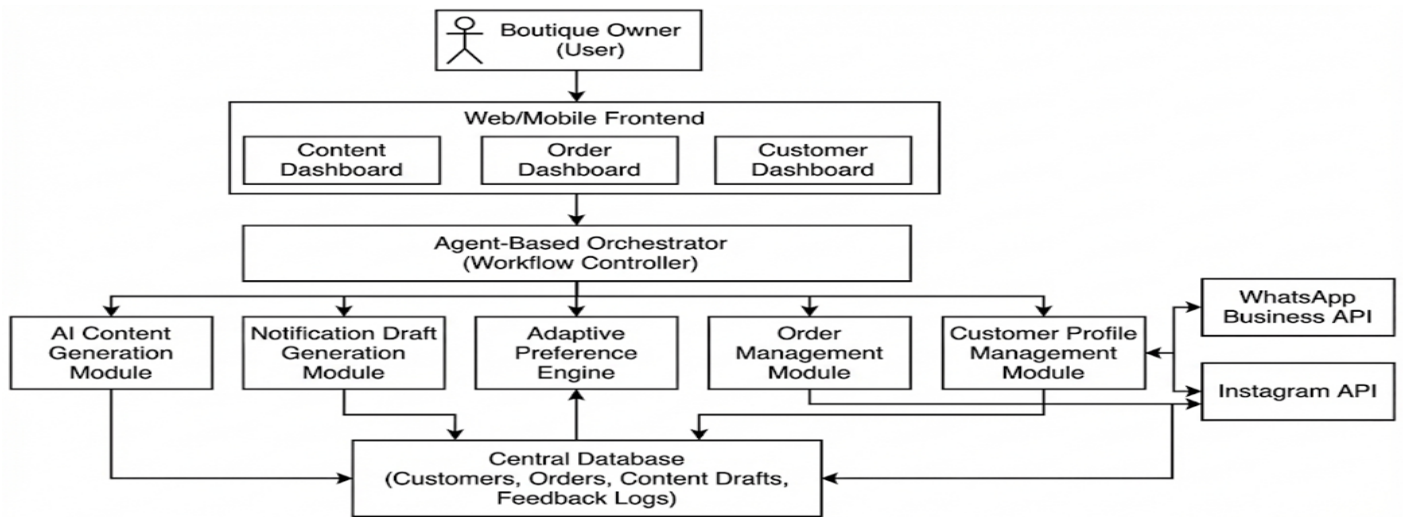 Boutique Owner
(User)
Web/Mobile Frontend
Content
Dashboard
Order
Dashboard
Customer
Dashboard
Agent-Based Orchestrator
(Workflow Controller)
AI Content
Generation
Module
Notification Draft
Generation
Module
Adaptive
Preference
Engine
Order
Management
Module
Customer Profile
Management
Module
WhatsApp
Business API
Instagram API
Central Database
(Customers, Orders, Content Drafts,
Feedback Logs)